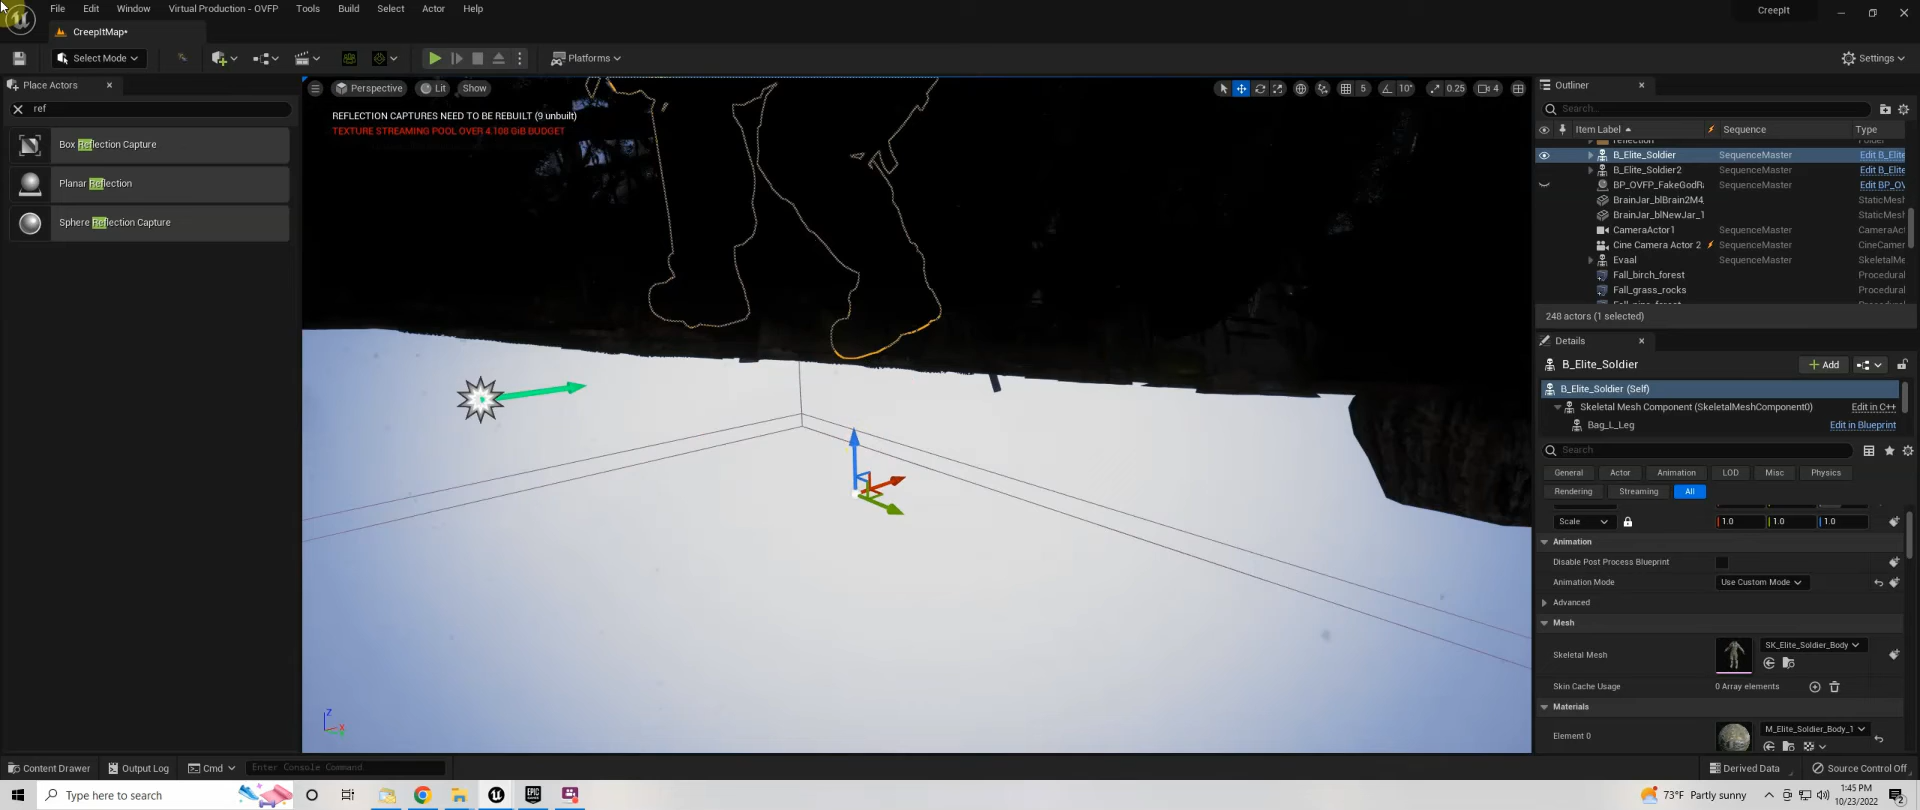 File Edit Window Virtual Production - OVFP Tools Build Select Actor Help
CreepIt
CreepItMap*
Select Mode
Platforms
Settings
Place Actors
ref
Box Reflection Capture
Planar Reflection
Sphere Reflection Capture
Perspective Lit Show
5 10° 0.25 4
REFLECTION CAPTURES NEED TO BE REBUILT (9 unbuilt)
TEXTURE STREAMING POOL OVER 4.100 GiB BUDGET
Z
X
Outliner
Search...
Item Label Sequence Type
B_Elite_Soldier SequenceMaster Edit B_Elite
B_Elite_Soldier2 SequenceMaster Edit B_Elite
BP_OVFP_FakeGodRa Edit BP_OV
BrainJar_blBrain2M4 StaticMesh
BrainJar_blNewJar_1 StaticMesh
CameraActor1 SequenceMaster CameraAct
Cine Camera Actor 2 SequenceMaster CineCamer
Evaal SequenceMaster SkeletalMe
Fall_birch_forest Procedural
Fall_grass_rocks Procedural
248 actors (1 selected)
Details
B_Elite_Soldier
Add
B_Elite_Soldier (Self)
Skeletal Mesh Component (SkeletalMeshComponent0) Edit in C++
Bag_L_Leg Edit in Blueprint
Search
General Actor Animation LOD Misc Physics
Rendering Streaming All
Scale 1.0 1.0 1.0
Animation
Disable Post Process Blueprint
Animation Mode Use Custom Mode
Advanced
Mesh
Skeletal Mesh SK_Elite_Soldier_Body
Skin Cache Usage 0 Array elements
Materials
Element 0 M_Elite_Soldier_Body_1
Content Drawer Output Log Cmd Enter Console Command
Derived Data Source Control Off
Type here to search
73°F Partly sunny
1:45 PM
10/23/2022
2